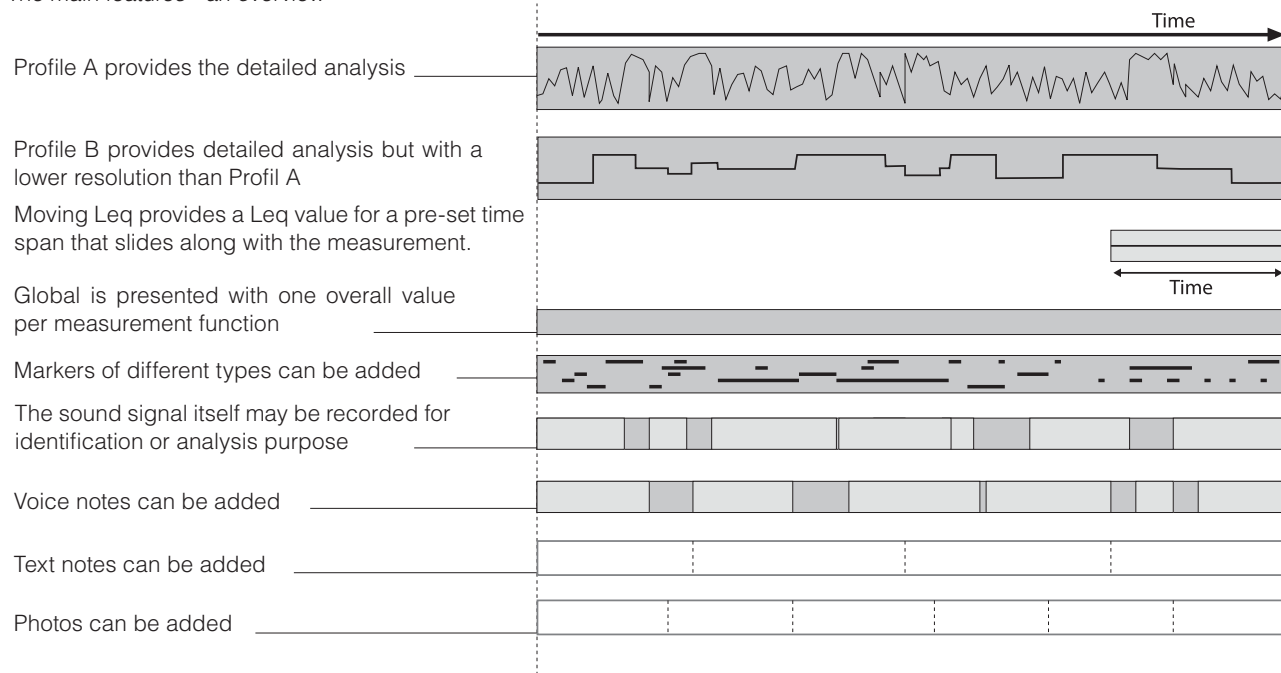 The main features - an overview
Time
Profile A provides the detailed analysis
Profile B provides detailed analysis but with a
lower resolution than Profil A
Moving Leq provides a Leq value for a pre-set time
span that slides along with the measurement.
Time
Global is presented with one overall value
per measurement function
Markers of different types can be added
The sound signal itself may be recorded for
identification or analysis purpose
Voice notes can be added
Text notes can be added
Photos can be added